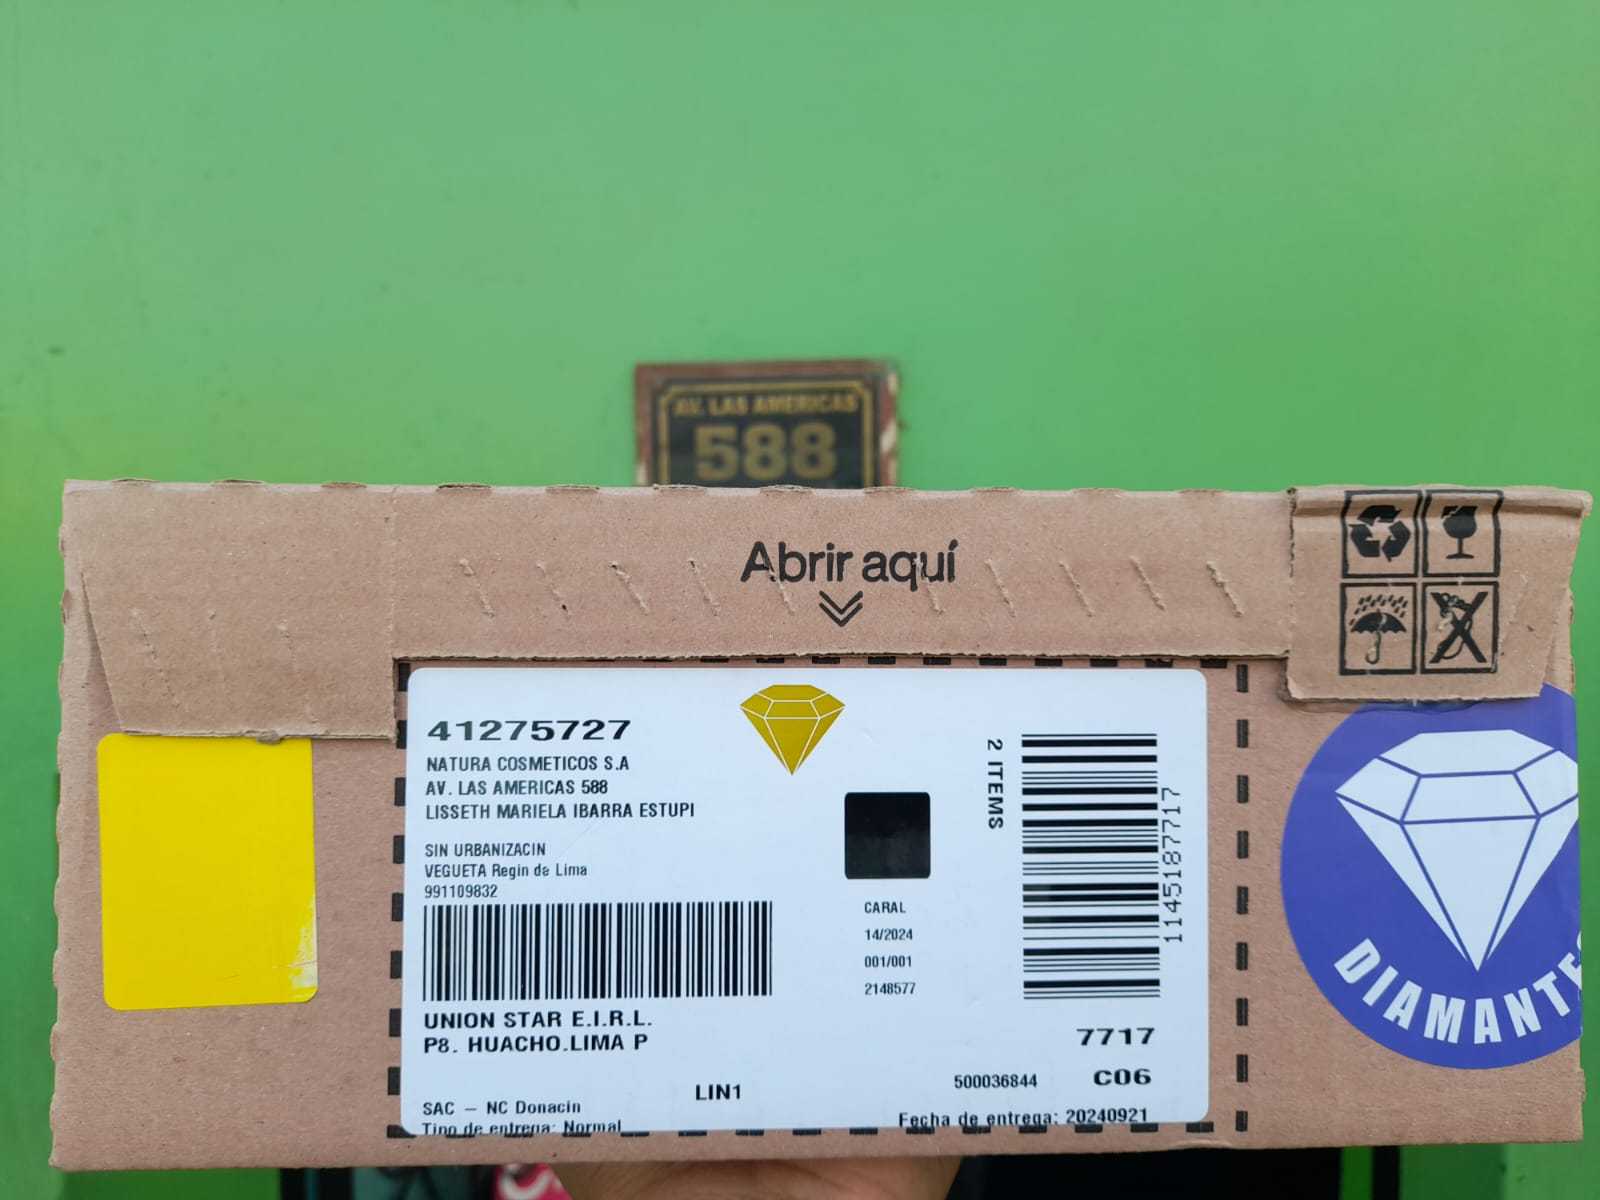 AV. LAS AMERICAS
588
Abrir aquí
41275727
NATURA COSMETICOS S.A
AV. LAS AMERICAS 588
LISSETH MARIELA IBARRA ESTUPI
SIN URBANIZACIN
VEGUETA Regin de Lima
991109832
UNION STAR E.I.R.L.
P8. HUACHO.LIMA P
LIN1
SAC – NC Donacin
Tipo de entrega: Normal
2 ITEMS
1145187717
CARAL
14/2024
001/001
2148577
7717
500036844 C06
Fecha de entrega: 20240921
DIAMANTES